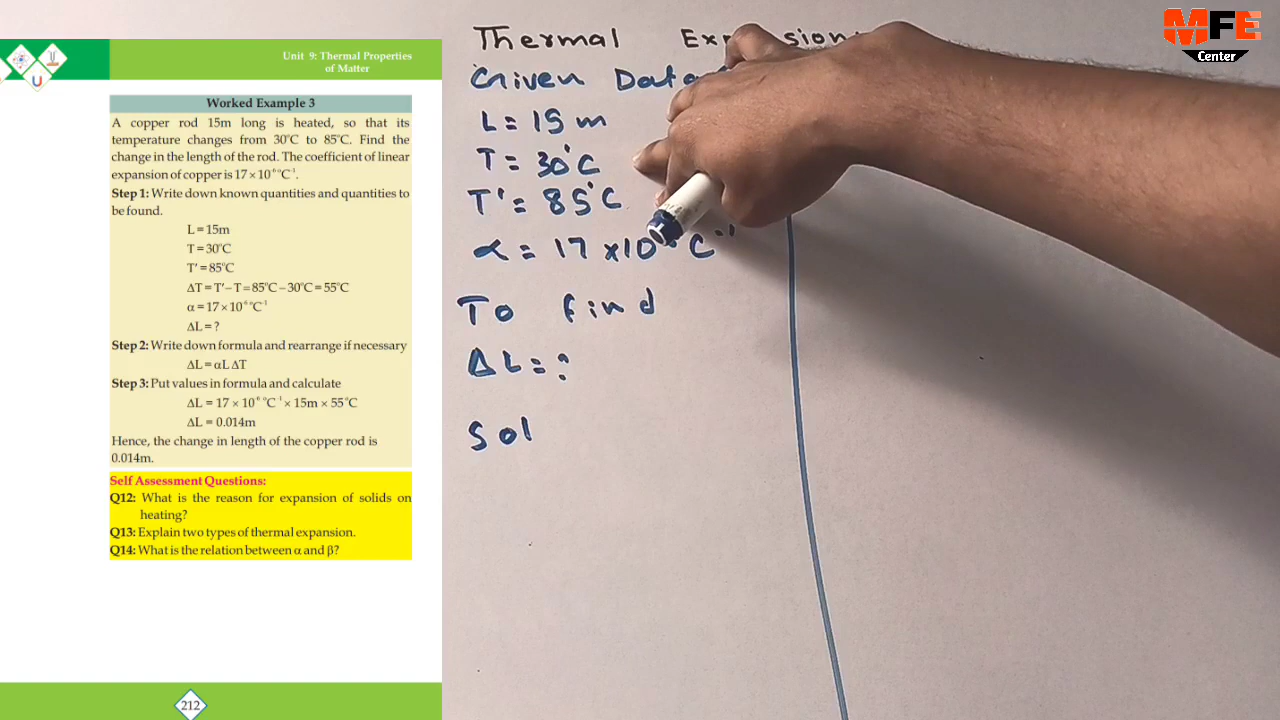 MFE
Center
Unit 9: Thermal Properties
of Matter
Worked Example 3
A copper rod 15m long is heated, so that its
temperature changes from 30°C to 85°C. Find the
change in the length of the rod. The coefficient of linear
expansion of copper is 17 × 10⁻⁶ °C⁻¹.
Step 1: Write down known quantities and quantities to
be found.
L = 15m
T = 30°C
T' = 85°C
ΔT = T' − T = 85°C − 30°C = 55°C
α = 17 × 10⁻⁶ °C⁻¹
ΔL = ?
Step 2: Write down formula and rearrange if necessary
ΔL = αL ΔT
Step 3: Put values in formula and calculate
ΔL = 17 × 10⁻⁶ °C⁻¹ × 15m × 55°C
ΔL = 0.014m
Hence, the change in length of the copper rod is
0.014m.
Self Assessment Questions:
Q12: What is the reason for expansion of solids on
heating?
Q13: Explain two types of thermal expansion.
Q14: What is the relation between α and β?
212
Thermal
Given Data
L = 15 m
T = 30°C
T' = 85°C
α = 17 × 10 C⁻¹
To find
ΔL = ?
Sol